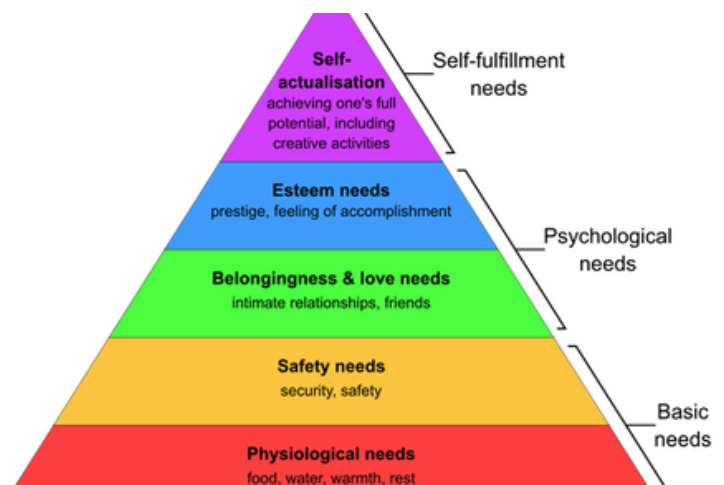 Self-
actualisation
achieving one's full
potential, including
creative activities
Self-fulfillment
needs
Esteem needs
prestige, feeling of accomplishment
Psychological
needs
Belongingness & love needs
intimate relationships, friends
Safety needs
security, safety
Basic
needs
Physiological needs
food, water, warmth, rest